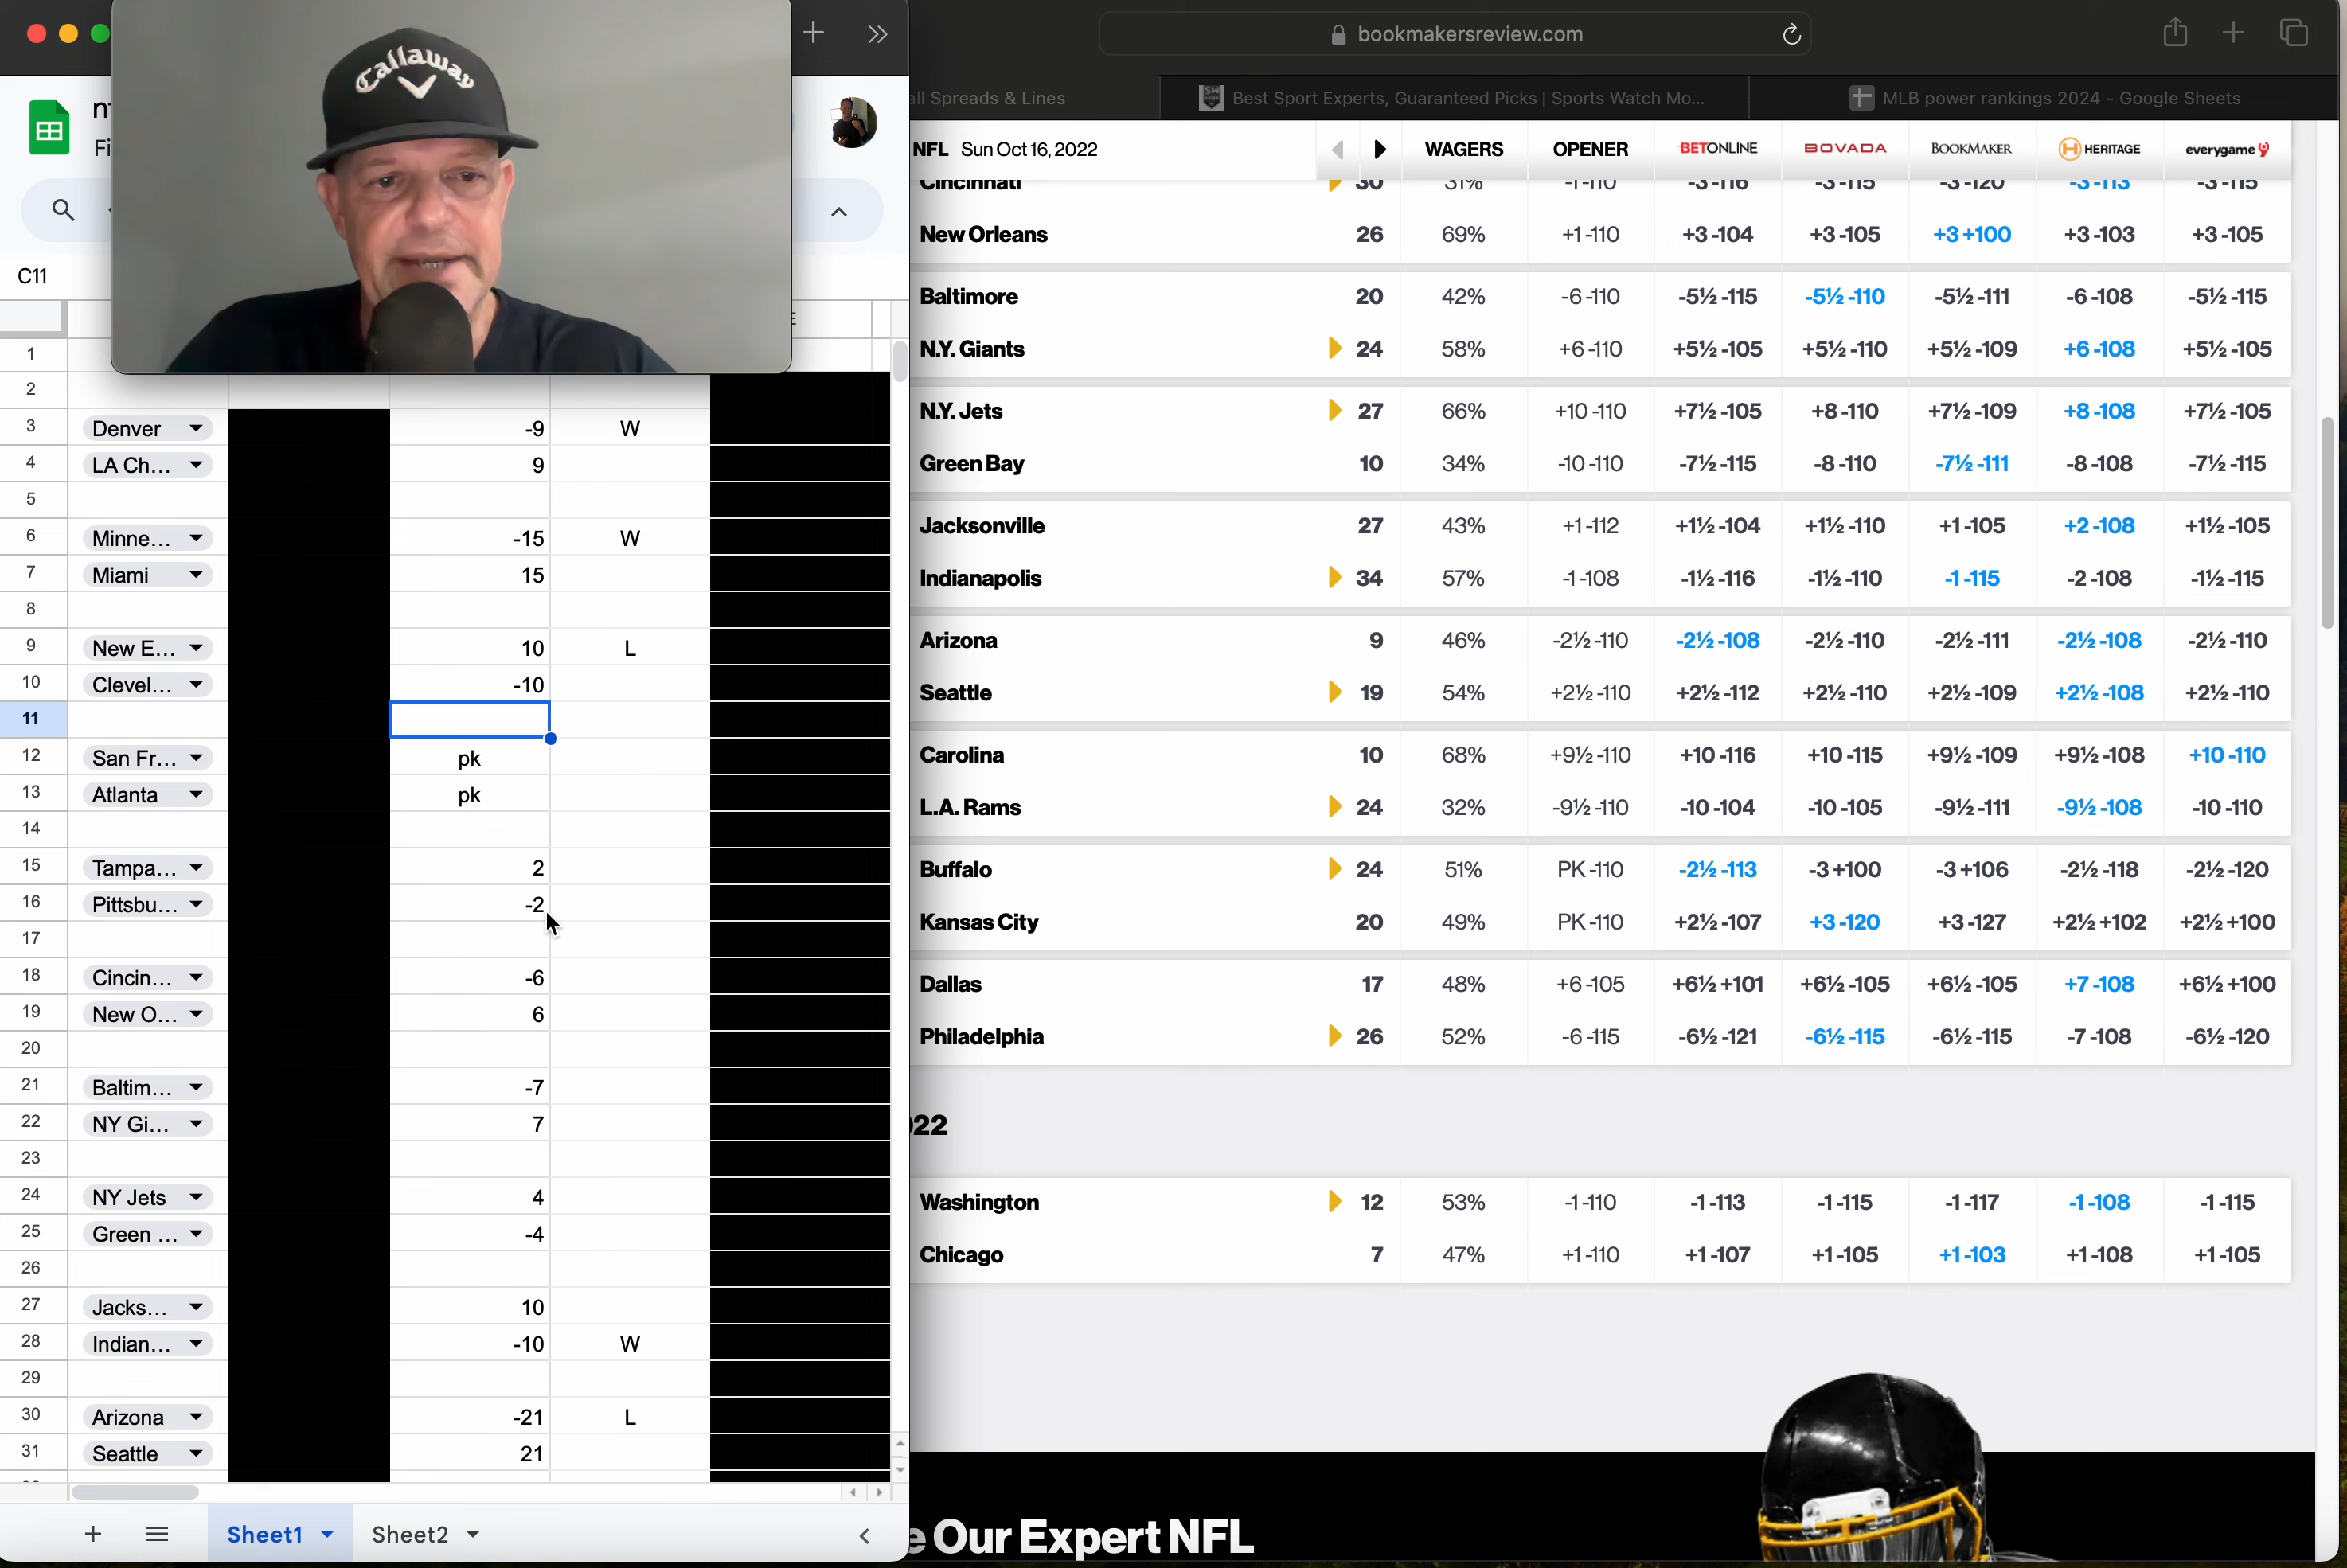 bookmakersreview.com
all Spreads & Lines
Best Sport Experts, Guaranteed Picks | Sports Watch Mo...
MLB power rankings 2024 - Google Sheets
Callaway
Fi
C11
1
2
3 Denver -9 W
4 LA Ch... 9
5
6 Minne... -15 W
7 Miami 15
8
9 New E... 10 L
10 Clevel... -10
11
12 San Fr... pk
13 Atlanta pk
14
15 Tampa... 2
16 Pittsbu... -2
17
18 Cincin... -6
19 New O... 6
20
21 Baltim... -7
22 NY Gi... 7
23
24 NY Jets 4
25 Green ... -4
26
27 Jacks... 10
28 Indian... -10 W
29
30 Arizona -21 L
31 Seattle 21
Sheet1 Sheet2
NFL Sun Oct 16, 2022 WAGERS OPENER BETONLINE BOVADA BOOKMAKER HERITAGE everygame
Cincinnati 30 31% -1 -110 -3 -116 -3 -115 -3 -120 -3 -113 -3 -115
New Orleans 26 69% +1 -110 +3 -104 +3 -105 +3 +100 +3 -103 +3 -105
Baltimore 20 42% -6 -110 -5½ -115 -5½ -110 -5½ -111 -6 -108 -5½ -115
N.Y. Giants 24 58% +6 -110 +5½ -105 +5½ -110 +5½ -109 +6 -108 +5½ -105
N.Y. Jets 27 66% +10 -110 +7½ -105 +8 -110 +7½ -109 +8 -108 +7½ -105
Green Bay 10 34% -10 -110 -7½ -115 -8 -110 -7½ -111 -8 -108 -7½ -115
Jacksonville 27 43% +1 -112 +1½ -104 +1½ -110 +1 -105 +2 -108 +1½ -105
Indianapolis 34 57% -1 -108 -1½ -116 -1½ -110 -1 -115 -2 -108 -1½ -115
Arizona 9 46% -2½ -110 -2½ -108 -2½ -110 -2½ -111 -2½ -108 -2½ -110
Seattle 19 54% +2½ -110 +2½ -112 +2½ -110 +2½ -109 +2½ -108 +2½ -110
Carolina 10 68% +9½ -110 +10 -116 +10 -115 +9½ -109 +9½ -108 +10 -110
L.A. Rams 24 32% -9½ -110 -10 -104 -10 -105 -9½ -111 -9½ -108 -10 -110
Buffalo 24 51% PK -110 -2½ -113 -3 +100 -3 +106 -2½ -118 -2½ -120
Kansas City 20 49% PK -110 +2½ -107 +3 -120 +3 -127 +2½ +102 +2½ +100
Dallas 17 48% +6 -105 +6½ +101 +6½ -105 +6½ -105 +7 -108 +6½ +100
Philadelphia 26 52% -6 -115 -6½ -121 -6½ -115 -6½ -115 -7 -108 -6½ -120
022
Washington 12 53% -1 -110 -1 -113 -1 -115 -1 -117 -1 -108 -1 -115
Chicago 7 47% +1 -110 +1 -107 +1 -105 +1 -103 +1 -108 +1 -105
e Our Expert NFL